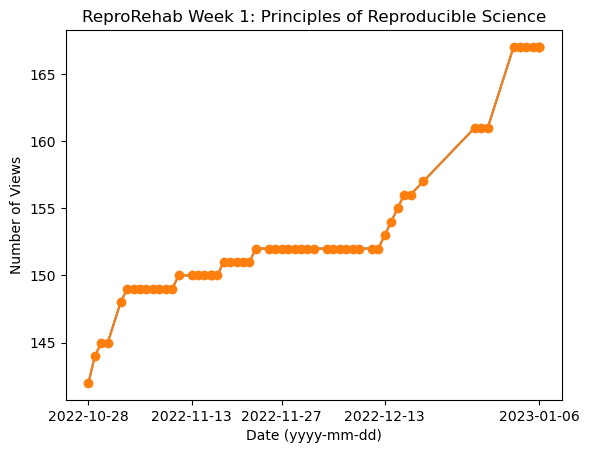 ReproRehab Week 1: Principles of Reproducible Science
165
160
155
150
145
Number of Views
2022-10-28 2022-11-13 2022-11-27 2022-12-13 2023-01-06
Date (yyyy-mm-dd)